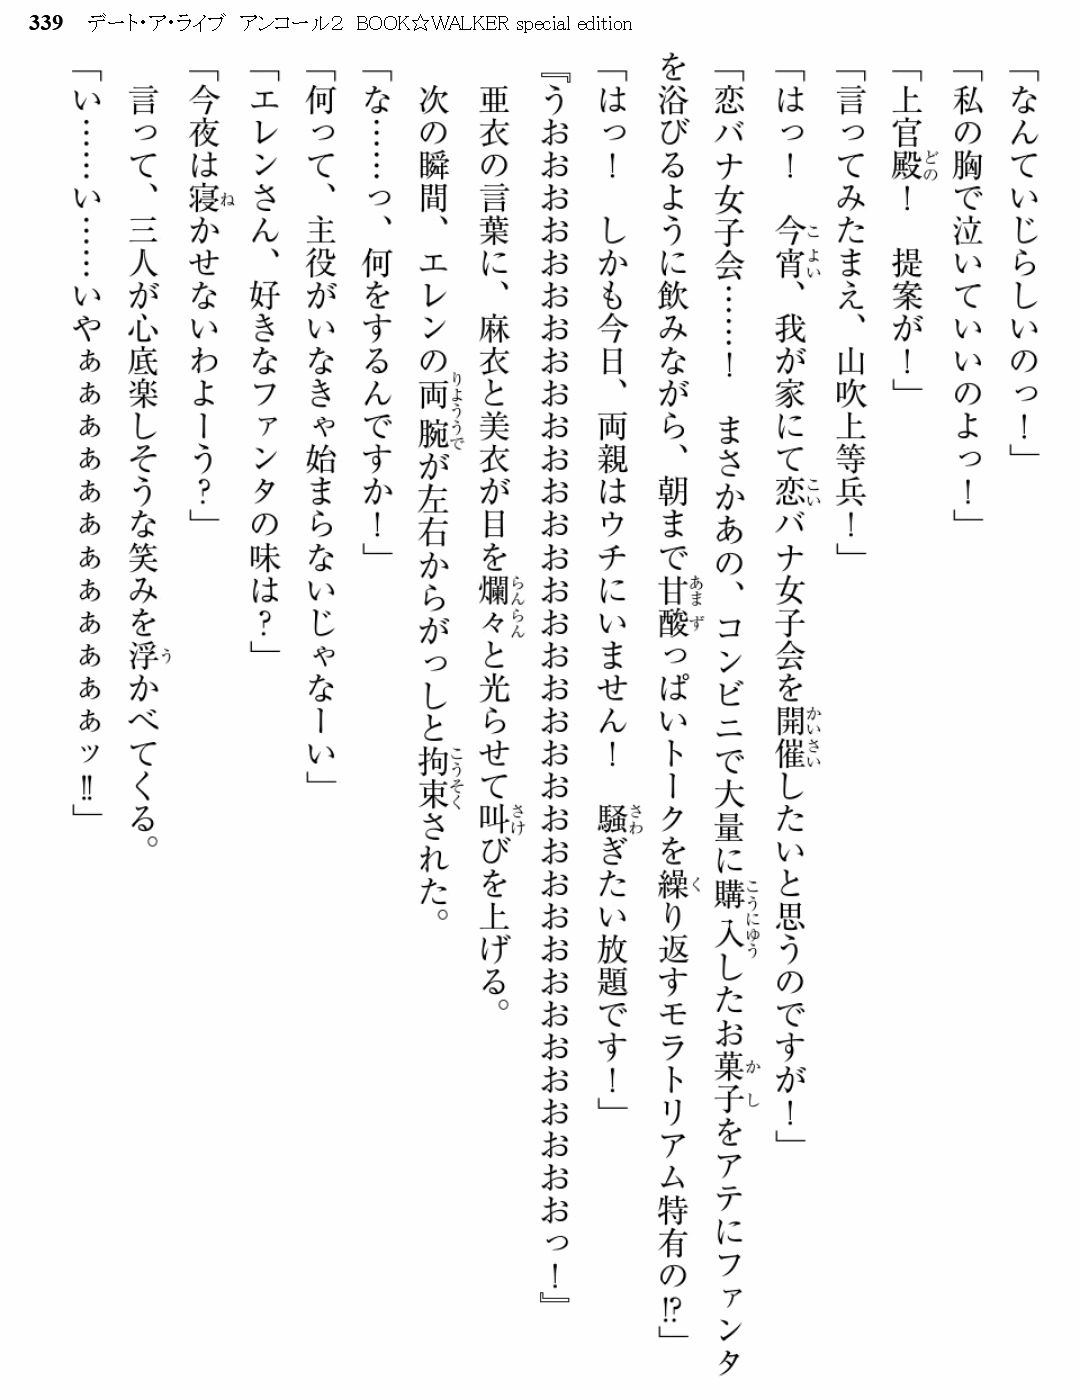 339 デート・ア・ライブ アンコール2 BOOK☆WALKER special edition
「なんていじらしいのっ！」
「私の胸で泣いていいのよっ！」
「上官殿！　提案が！」
「言ってみたまえ、山吹上等兵！」
「はっ！　今宵、我が家にて恋バナ女子会を開催したいと思うのですが！」
「恋バナ女子会……！　まさかあの、コンビニで大量に購入したお菓子をアテにファンタ
を浴びるように飲みながら、朝まで甘酸っぱいトークを繰り返すモラトリアム特有の!?」
「はっ！　しかも今日、両親はウチにいません！　騒ぎたい放題です！」
『うおおおおおおおおおおおおおおおおおおおおおおおおおおおおおおおおおおおっ！』
　亜衣の言葉に、麻衣と美衣が目を爛々と光らせて叫びを上げる。
　次の瞬間、エレンの両腕が左右からがっしと拘束された。
「な……っ、何をするんですか！」
「何って、主役がいなきゃ始まらないじゃなーい」
「エレンさん、好きなファンタの味は？」
「今夜は寝かせないわよーう？」
　言って、三人が心底楽しそうな笑みを浮かべてくる。
「い……い……いやぁぁぁぁぁぁぁぁぁぁぁぁッ!!」